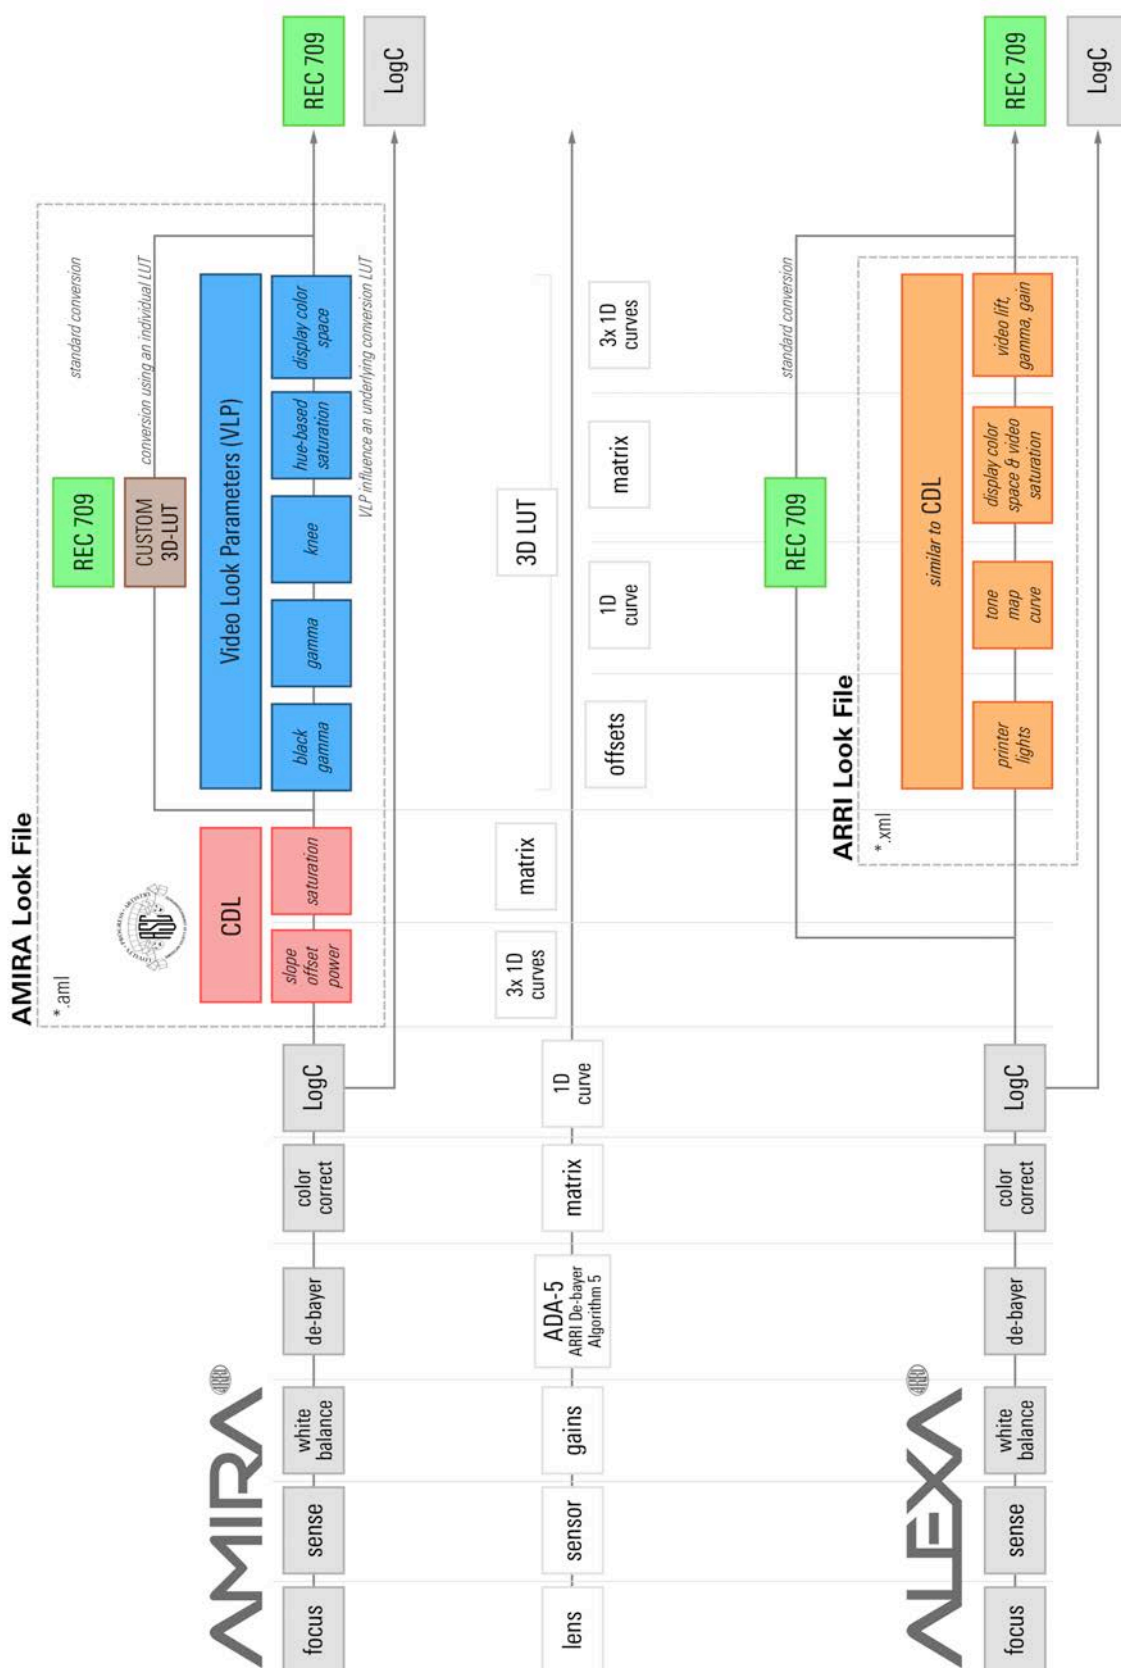 AMIRA Look File
*.aml
REC 709
standard conversion
CUSTOM
3D-LUT
conversion using an individual LUT
ASC
CDL
Video Look Parameters (VLP)
AMIRA
ARRI
focus
sense
white
balance
de-bayer
color
correct
LogC
slope
offset
power
saturation
black
gamma
gamma
knee
hue-based
saturation
display color
space
REC 709
VLP influence an underlying conversion LUT
LogC
3x 1D
curves
matrix
3D LUT
lens
sensor
gains
ADA-5
ARRI De-bayer
Algorithm 5
matrix
1D
curve
offsets
1D
curve
matrix
3x 1D
curves
REC 709
standard conversion
ARRI Look File
*.xml
similar to CDL
ALEXA
ARRI
focus
sense
white
balance
de-bayer
color
correct
LogC
printer
lights
tone
map
curve
display color
space & video
saturation
video lift,
gamma, gain
REC 709
LogC